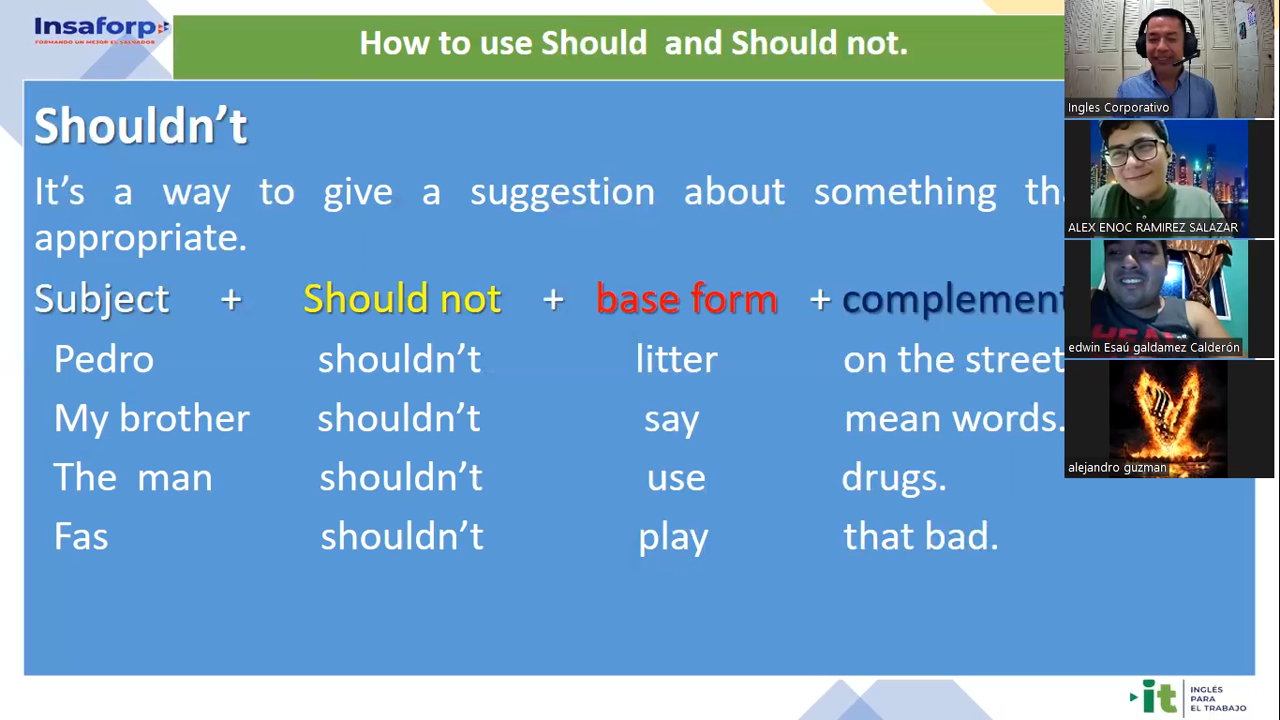 Insaforp
FORMANDO UN MEJOR EL SALVADOR
How to use Should and Should not.
Shouldn't
It's a way to give a suggestion about something
appropriate.
Subject + Should not + base form + complement
Pedro shouldn't litter on the street
My brother shouldn't say mean words.
The man shouldn't use drugs.
Fas shouldn't play that bad.
Ingles Corporativo
ALEX ENOC RAMIREZ SALAZAR
edwin Esaú galdamez Calderón
alejandro guzman
it
INGLÉS
PARA
EL TRABAJO